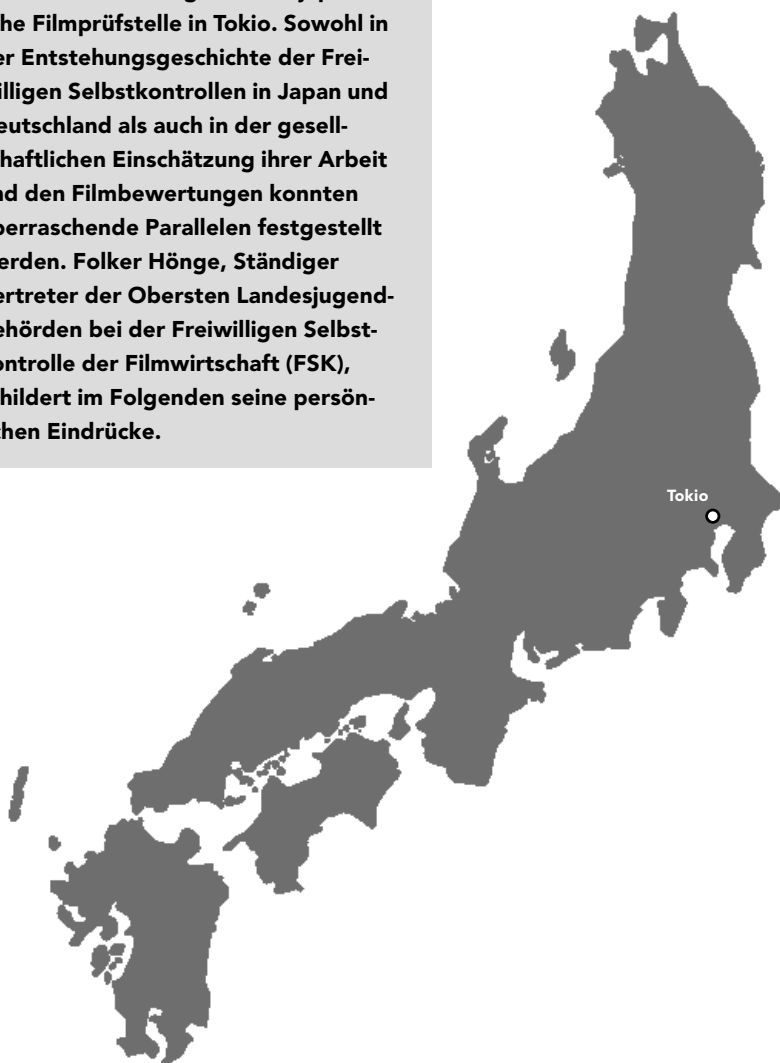 che Filmprüfstelle in Tokio. Sowohl in
er Entstehungsgeschichte der Frei-
illigen Selbstkontrollen in Japan und
eutschland als auch in der gesell-
haftlichen Einschätzung ihrer Arbeit
nd den Filmbewertungen konnten
berraschende Parallelen festgestellt
erden. Folker Hönge, Ständiger
ertreter der Obersten Landesjugend-
ehörden bei der Freiwilligen Selbst-
ontrolle der Filmwirtschaft (FSK),
hildert im Folgenden seine persön-
chen Eindrücke.
Tokio